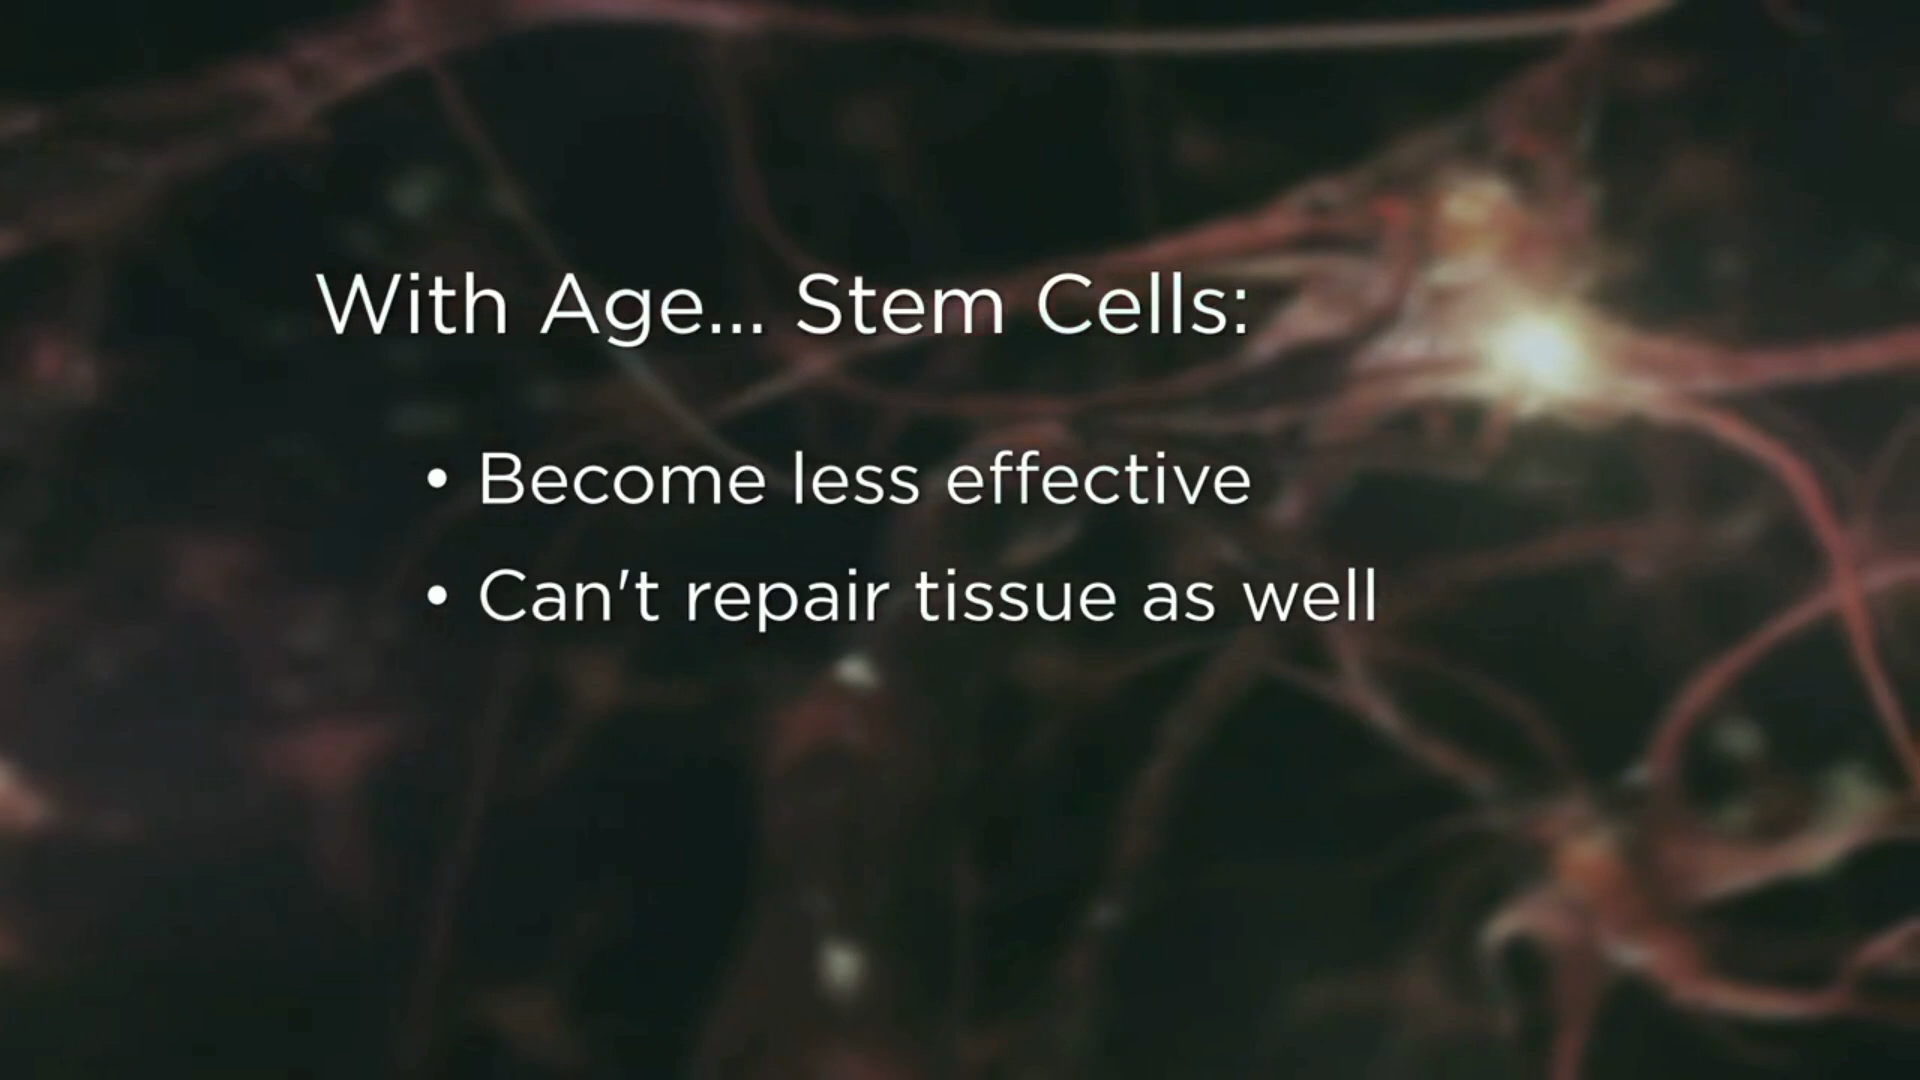 With Age... Stem Cells:
• Become less effective
• Can't repair tissue as well